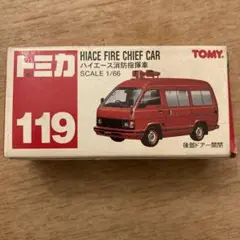 トミカ
119
HIACE FIRE CHIEF CAR
ハイエース消防指揮車
SCALE 1/66
TOMY
後部ドアー開閉